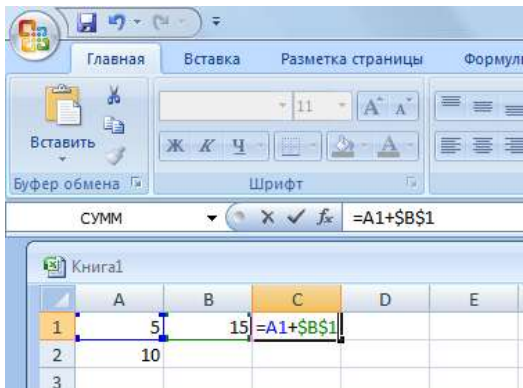 Главная Вставка Разметка страницы Формул
11 A A
Вставить Ж К Ч
Буфер обмена Шрифт
СУММ fx =A1+$B$1
Книга1
A B C D E
1 5 15 =A1+$B$1
2 10
3